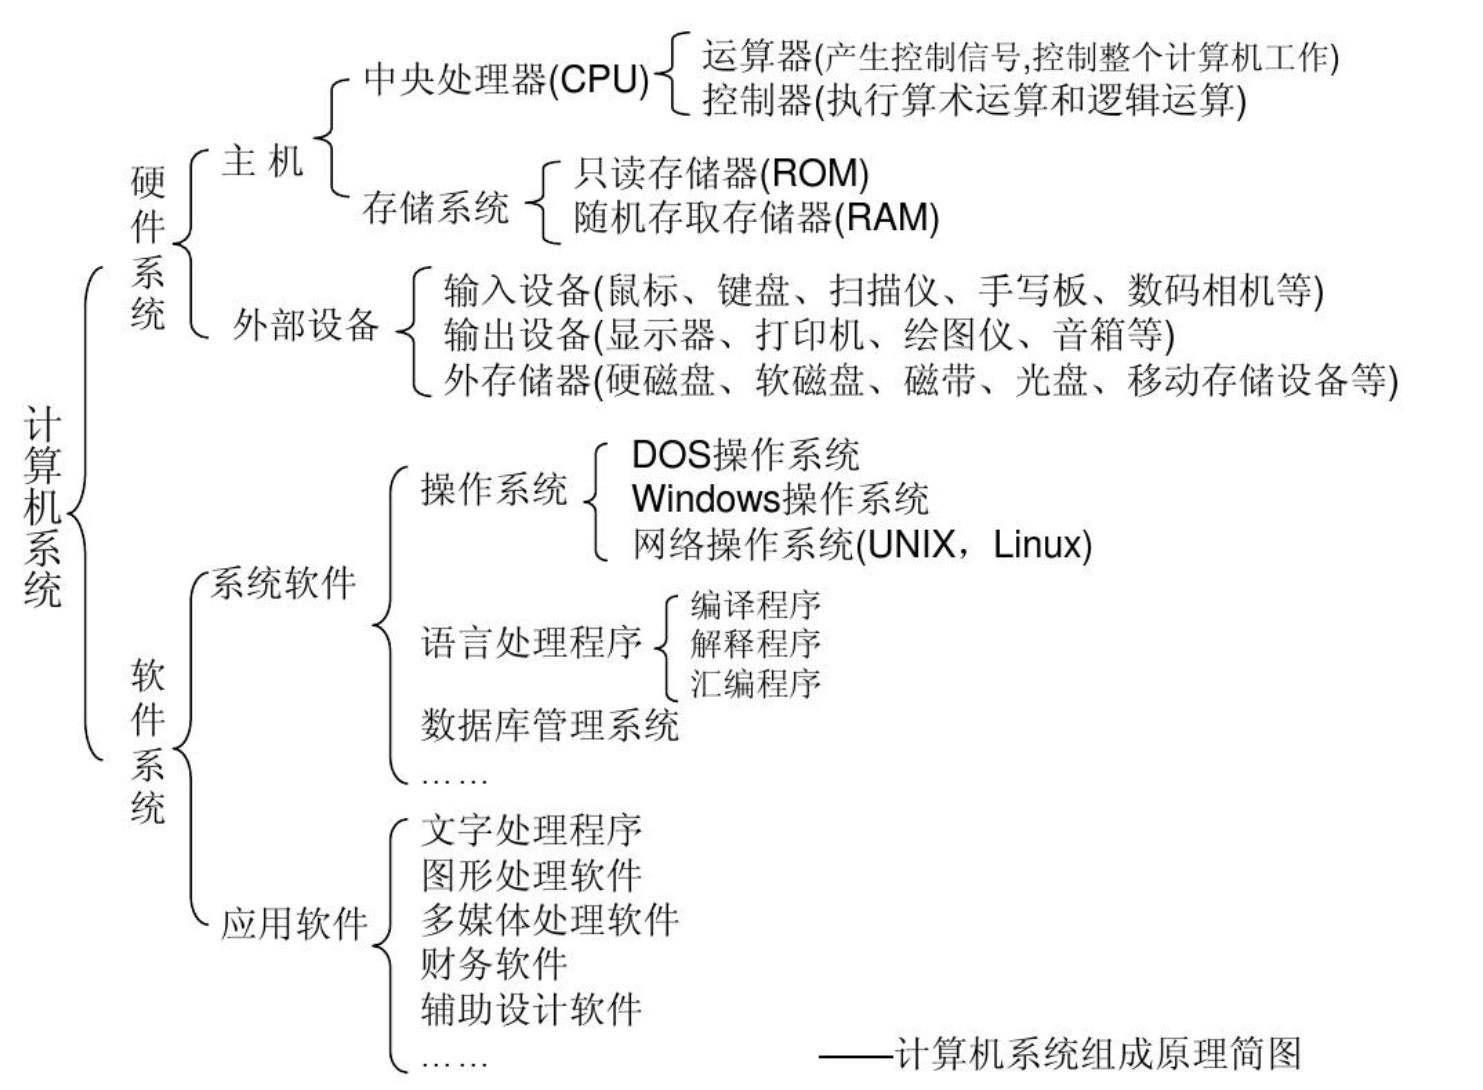 计算机系统
硬件系统
主 机
中央处理器(CPU)
运算器(产生控制信号,控制整个计算机工作)
控制器(执行算术运算和逻辑运算)
存储系统
只读存储器(ROM)
随机存取存储器(RAM)
外部设备
输入设备(鼠标、键盘、扫描仪、手写板、数码相机等)
输出设备(显示器、打印机、绘图仪、音箱等)
外存储器(硬磁盘、软磁盘、磁带、光盘、移动存储设备等)
软件系统
系统软件
操作系统
DOS操作系统
Windows操作系统
网络操作系统(UNIX，Linux)
语言处理程序
编译程序
解释程序
汇编程序
数据库管理系统
……
应用软件
文字处理程序
图形处理软件
多媒体处理软件
财务软件
辅助设计软件
……
——计算机系统组成原理简图